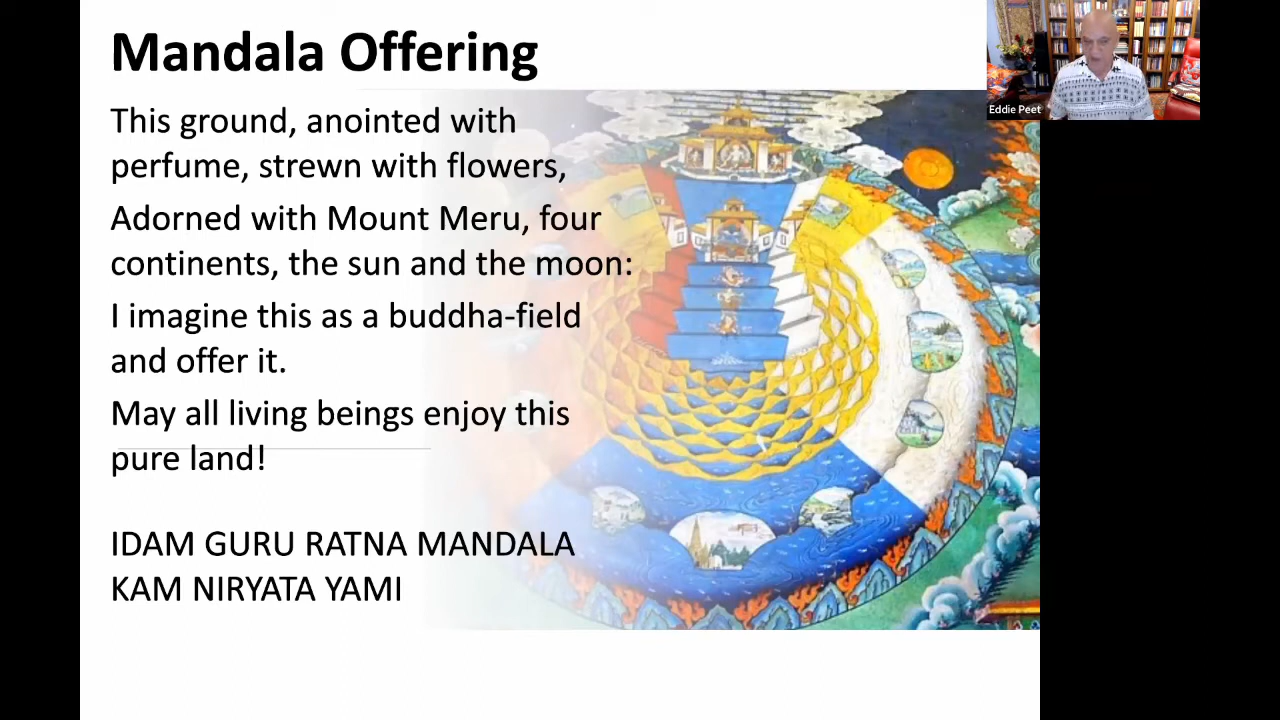 Mandala Offering
This ground, anointed with
perfume, strewn with flowers,
Adorned with Mount Meru, four
continents, the sun and the moon:
I imagine this as a buddha-field
and offer it.
May all living beings enjoy this
pure land!
IDAM GURU RATNA MANDALA
KAM NIRYATA YAMI
Eddie Peet